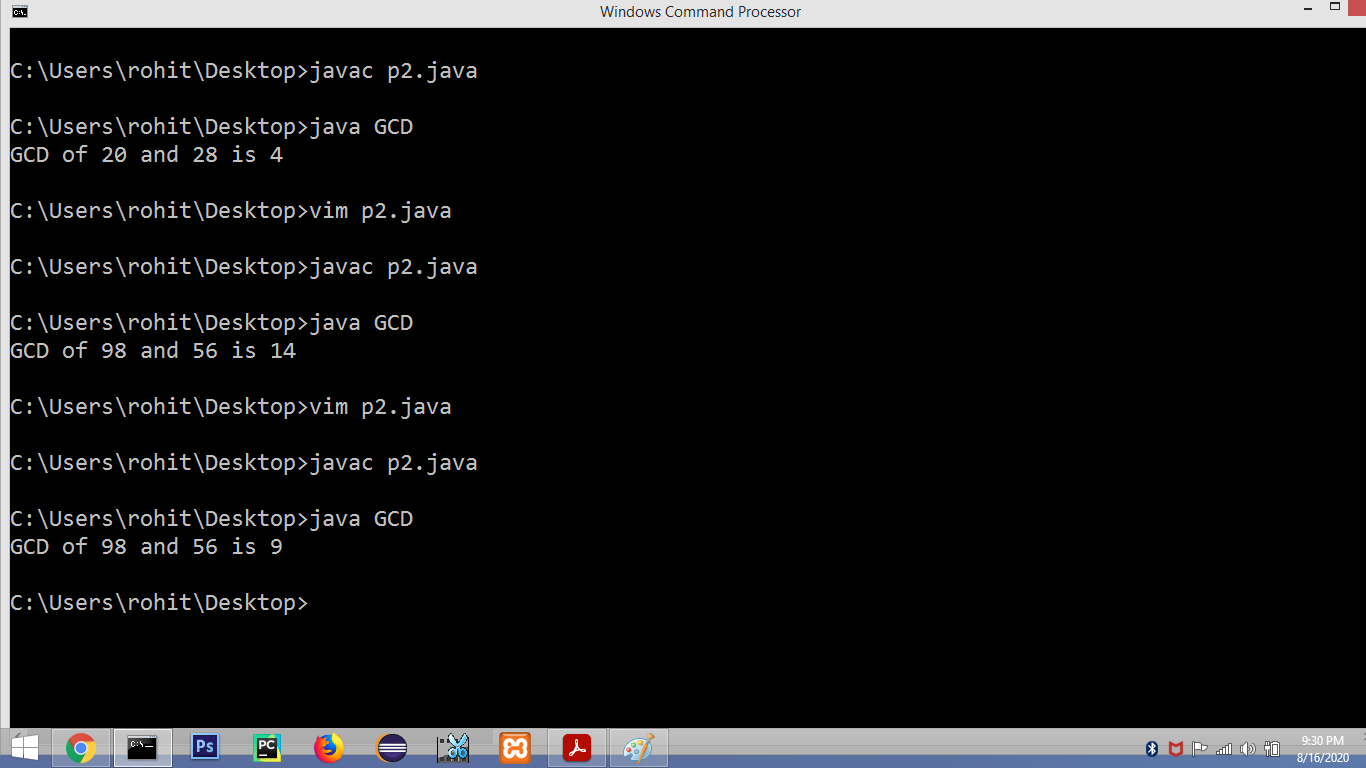 Windows Command Processor
C:\Users\rohit\Desktop>javac p2.java
C:\Users\rohit\Desktop>java GCD
GCD of 20 and 28 is 4
C:\Users\rohit\Desktop>vim p2.java
C:\Users\rohit\Desktop>javac p2.java
C:\Users\rohit\Desktop>java GCD
GCD of 98 and 56 is 14
C:\Users\rohit\Desktop>vim p2.java
C:\Users\rohit\Desktop>javac p2.java
C:\Users\rohit\Desktop>java GCD
GCD of 98 and 56 is 9
C:\Users\rohit\Desktop>
Ps
PC
9:30 PM
8/16/2020